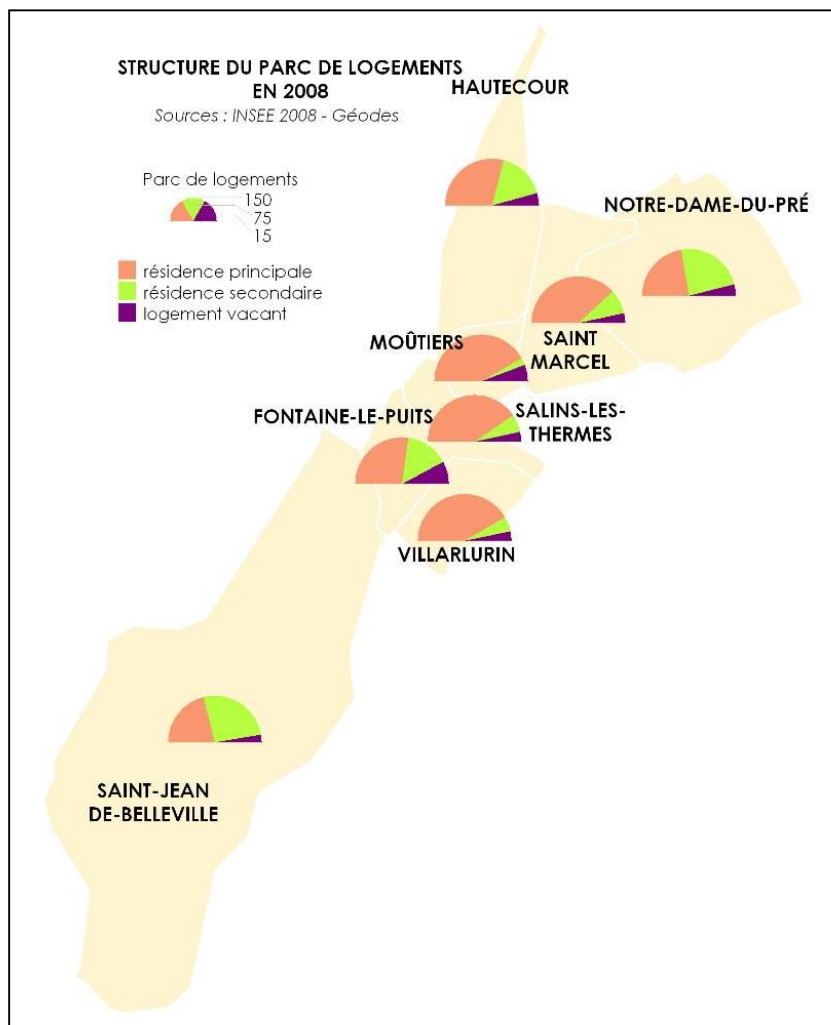 STRUCTURE DU PARC DE LOGEMENTS
EN 2008
Sources : INSEE 2008 - Géodes
HAUTECOUR
Parc de logements
150
75
15
NOTRE-DAME-DU-PRÉ
résidence principale
résidence secondaire
logement vacant
MOÛTIERS
SAINT
MARCEL
FONTAINE-LE-PUITS
SALINS-LES-
THERMES
VILLARLURIN
SAINT-JEAN
DE-BELLEVILLE